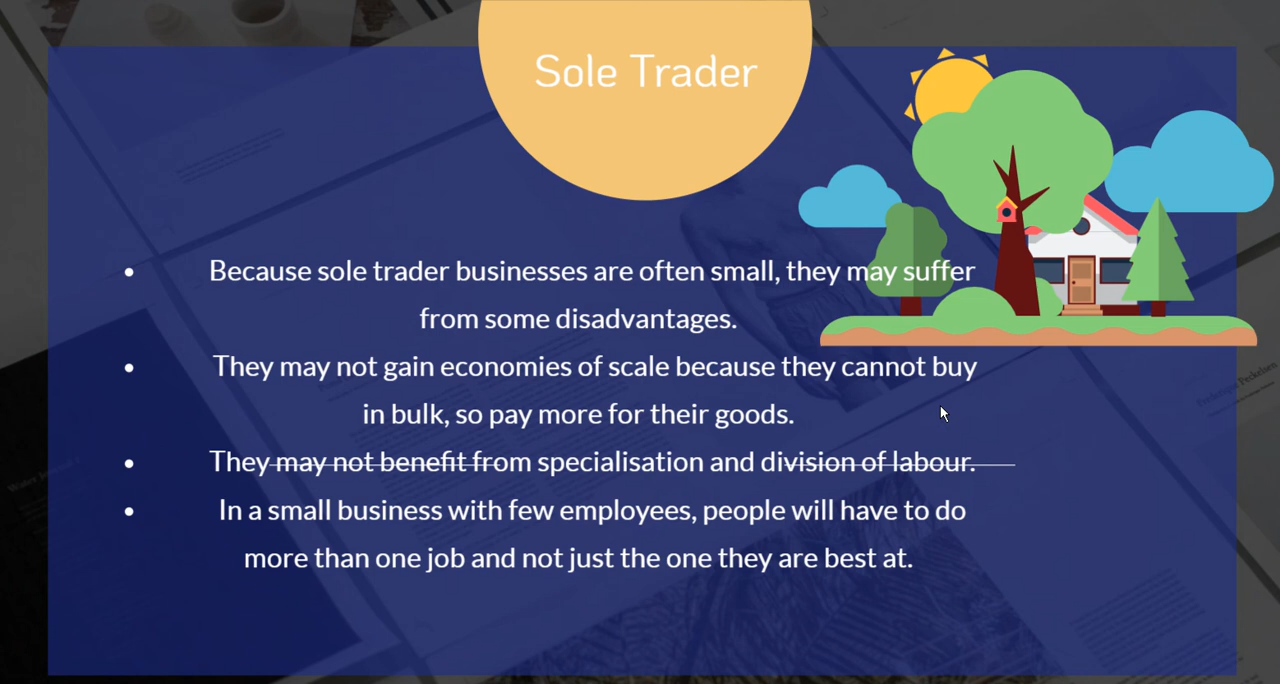 Sole Trader
• Because sole trader businesses are often small, they may suffer
from some disadvantages.
• They may not gain economies of scale because they cannot buy
in bulk, so pay more for their goods.
• They may not benefit from specialisation and division of labour.
• In a small business with few employees, people will have to do
more than one job and not just the one they are best at.